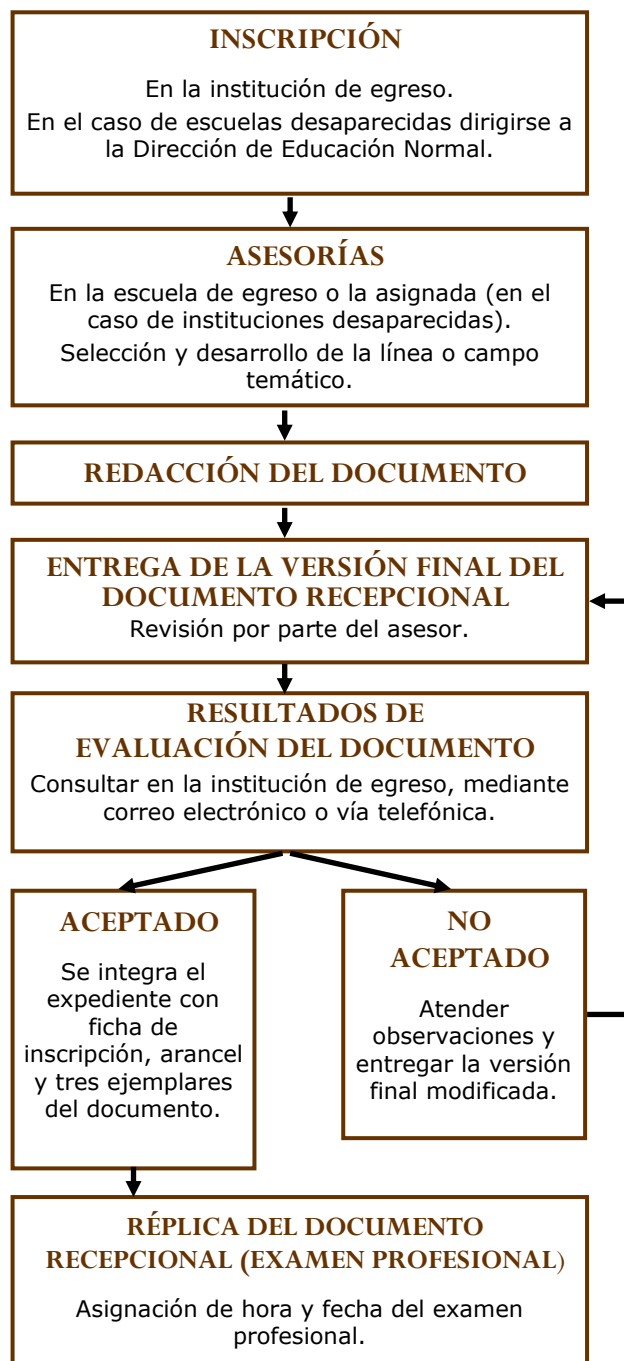 INSCRIPCIÓN
En la institución de egreso.
En el caso de escuelas desaparecidas dirigirse a
la Dirección de Educación Normal.
ASESORÍAS
En la escuela de egreso o la asignada (en el
caso de instituciones desaparecidas).
Selección y desarrollo de la línea o campo
temático.
REDACCIÓN DEL DOCUMENTO
ENTREGA DE LA VERSIÓN FINAL DEL
DOCUMENTO RECEPCIONAL
Revisión por parte del asesor.
RESULTADOS DE
EVALUACIÓN DEL DOCUMENTO
Consultar en la institución de egreso, mediante
correo electrónico o vía telefónica.
ACEPTADO
Se integra el
expediente con
ficha de
inscripción, arancel
y tres ejemplares
del documento.
NO
ACEPTADO
Atender
observaciones y
entregar la versión
final modificada.
RÉPLICA DEL DOCUMENTO
RECEPCIONAL (EXAMEN PROFESIONAL)
Asignación de hora y fecha del examen
profesional.